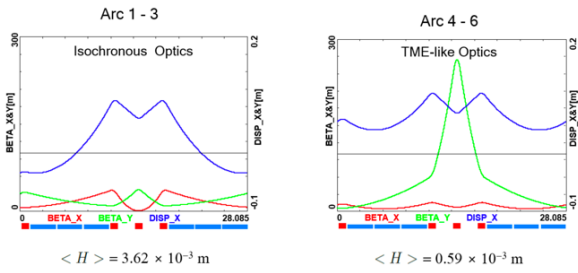 Arc 1 - 3
Isochronous Optics
300
0.2
BETA_X&Y[m]
DISP_X&Y[m]
0
-0.1
0
BETA_X
BETA_Y
DISP_X
28.085
< H > = 3.62 × 10⁻³ m
Arc 4 - 6
TME-like Optics
300
0.2
BETA_X&Y[m]
DISP_X&Y[m]
0
-0.1
0
BETA_X
BETA_Y
DISP_X
28.085
< H > = 0.59 × 10⁻³ m